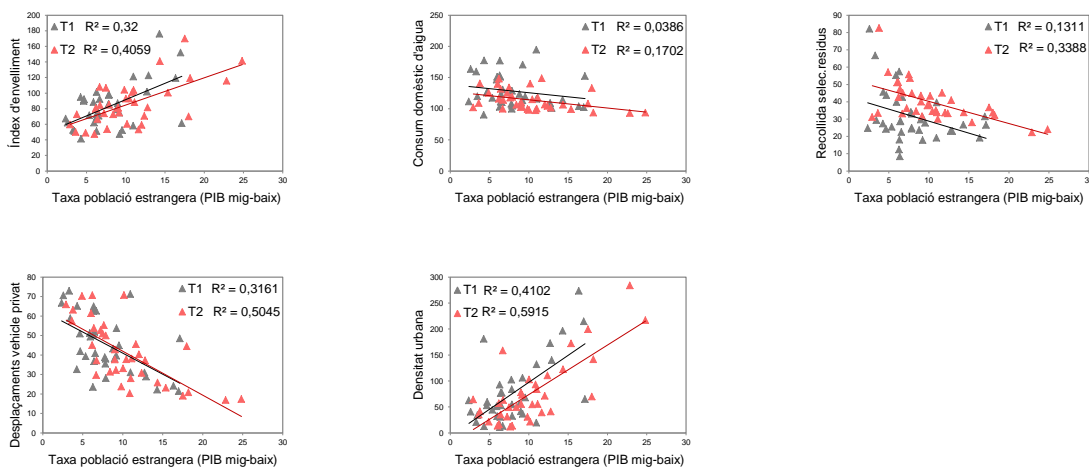 T1 R² = 0,32
T2 R² = 0,4059
Índex d'envelliment
200
180
160
140
120
100
80
60
40
20
0
0 5 10 15 20 25 30
Taxa població estrangera (PIB mig-baix)
T1 R² = 0,0386
T2 R² = 0,1702
Consum domèstic d'aigua
300
250
200
150
100
50
0
0 5 10 15 20 25 30
Taxa població estrangera (PIB mig-baix)
T1 R² = 0,1311
T2 R² = 0,3388
Recollida selec.residus
90
80
70
60
50
40
30
20
10
0
0 5 10 15 20 25 30
Taxa població estrangera (PIB mig-baix)
T1 R² = 0,3161
T2 R² = 0,5045
Desplaçaments vehicle privat
80
70
60
50
40
30
20
10
0
0 5 10 15 20 25 30
Taxa població estrangera (PIB mig-baix)
T1 R² = 0,4102
T2 R² = 0,5915
Densitat urbana
300
250
200
150
100
50
0
0 5 10 15 20 25 30
Taxa població estrangera (PIB mig-baix)